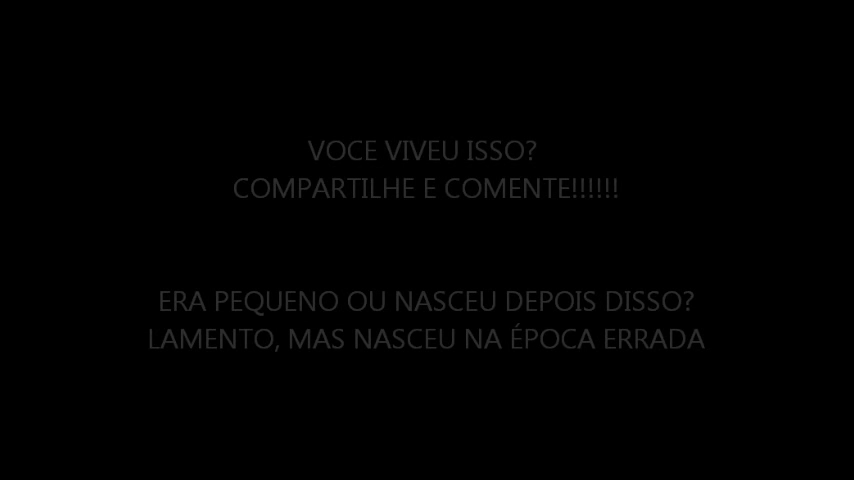 VOCE VIVEU ISSO?
COMPARTILHE E COMENTE!!!!!!
ERA PEQUENO OU NASCEU DEPOIS DISSO?
LAMENTO, MAS NASCEU NA ÉPOCA ERRADA